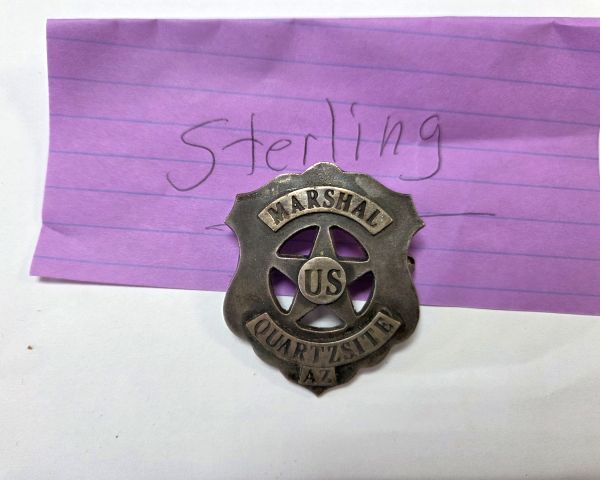 Sterling
MARSHAL
US
QUARTZSITE
AZ